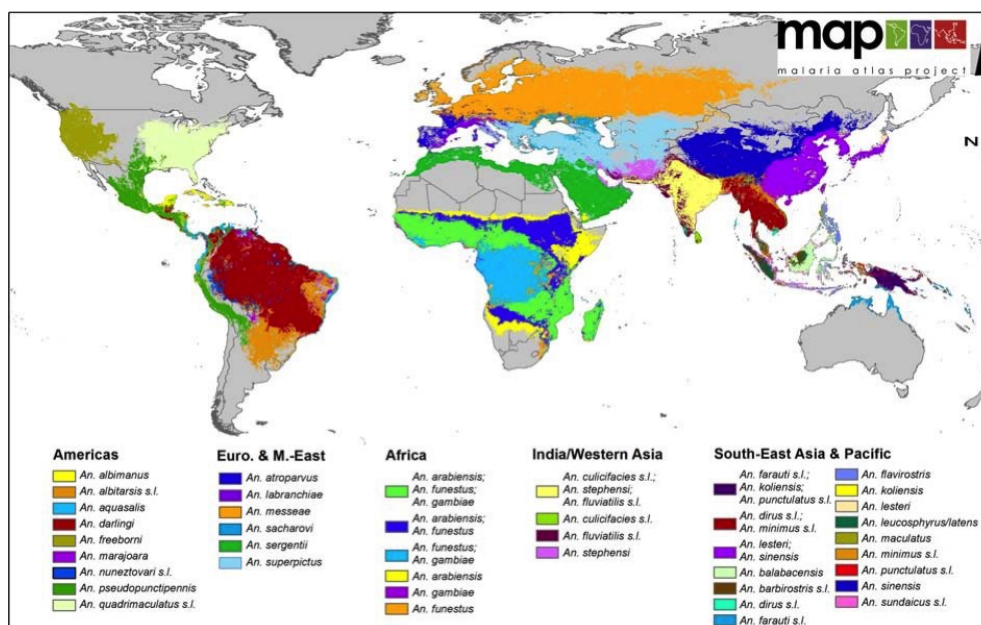 map
malaria atlas project
N
Americas
An. albimanus
An. albitarsis s.l.
An. aquasalis
An. darlingi
An. freeborni
An. marajoara
An. nuneztovari s.l.
An. pseudopunctipennis
An. quadrimaculatus s.l.
Euro. & M.-East
An. atroparvus
An. labranchiae
An. messeae
An. sacharovi
An. sergentii
An. superpictus
Africa
An. arabiensis;
An. funestus;
An. gambiae
An. arabiensis;
An. funestus
An. funestus;
An. gambiae
An. arabiensis
An. gambiae
An. funestus
India/Western Asia
An. culicifacies s.l.;
An. stephensi;
An. fluviatilis s.l.
An. culicifacies s.l.
An. fluviatilis s.l.
An. stephensi
South-East Asia & Pacific
An. farauti s.l.;
An. koliensis;
An. punctulatus s.l.
An. dirus s.l.;
An. minimus s.l.
An. lesteri;
An. sinensis
An. balabacensis
An. barbirostris s.l.
An. dirus s.l.
An. farauti s.l.
An. flavirostris
An. koliensis
An. lesteri
An. leucosphyrus/latens
An. maculatus
An. minimus s.l.
An. punctulatus s.l.
An. sinensis
An. sundaicus s.l.